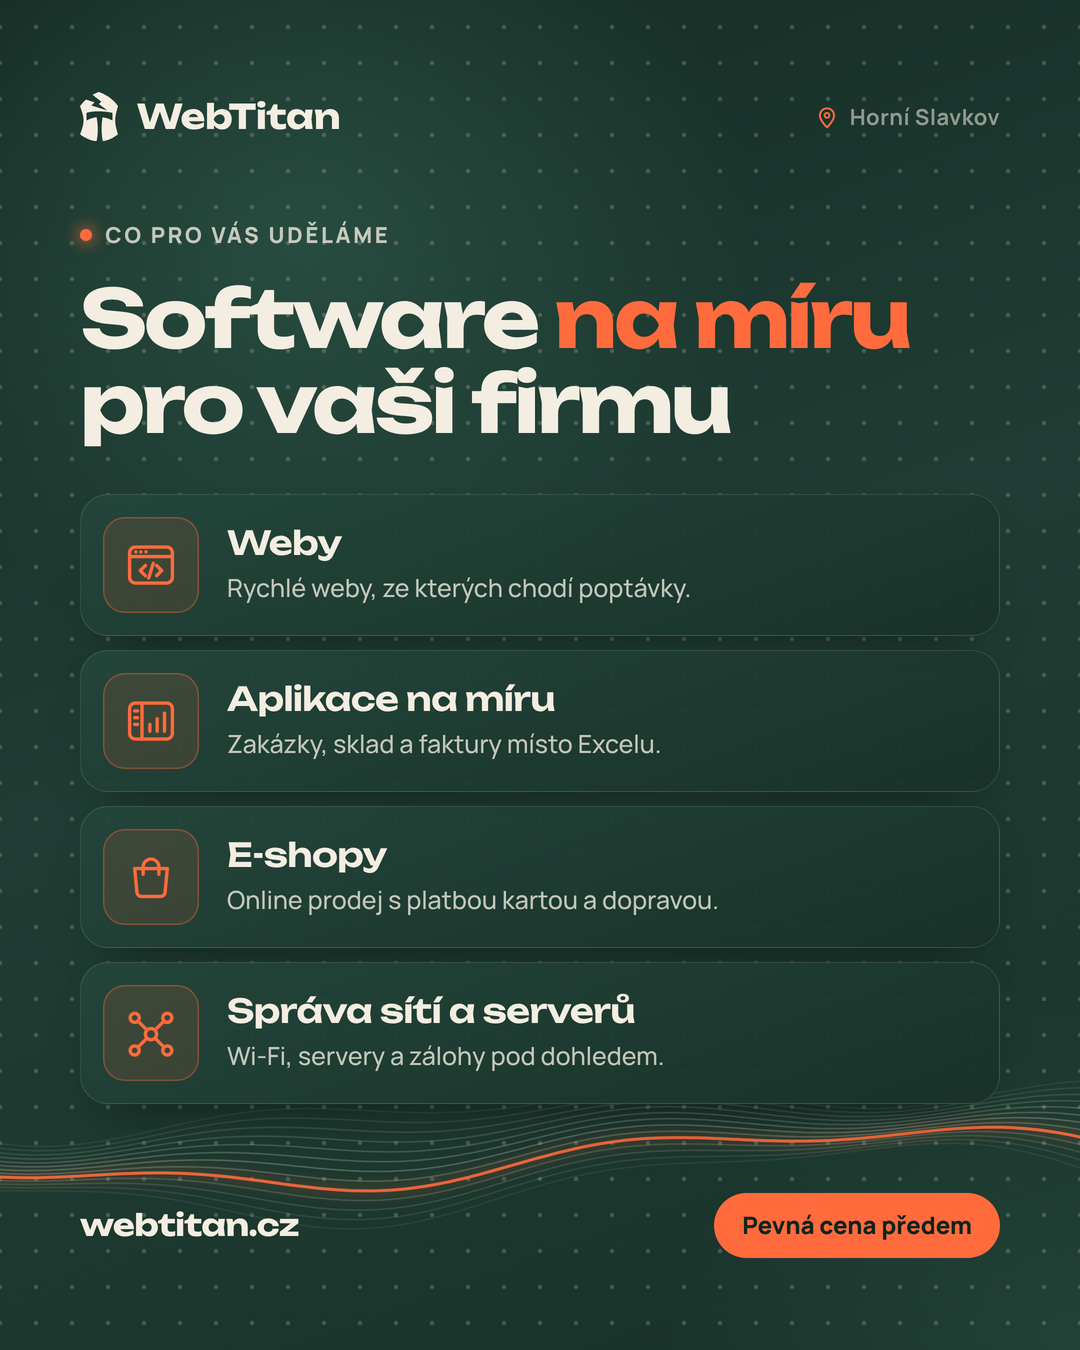 WebTitan
Horní Slavkov
CO PRO VÁS UDĚLÁME
Software na míru
pro vaši firmu
Weby
Rychlé weby, ze kterých chodí poptávky.
Aplikace na míru
Zakázky, sklad a faktury místo Excelu.
E-shopy
Online prodej s platbou kartou a dopravou.
Správa sítí a serverů
Wi-Fi, servery a zálohy pod dohledem.
webtitan.cz
Pevná cena předem